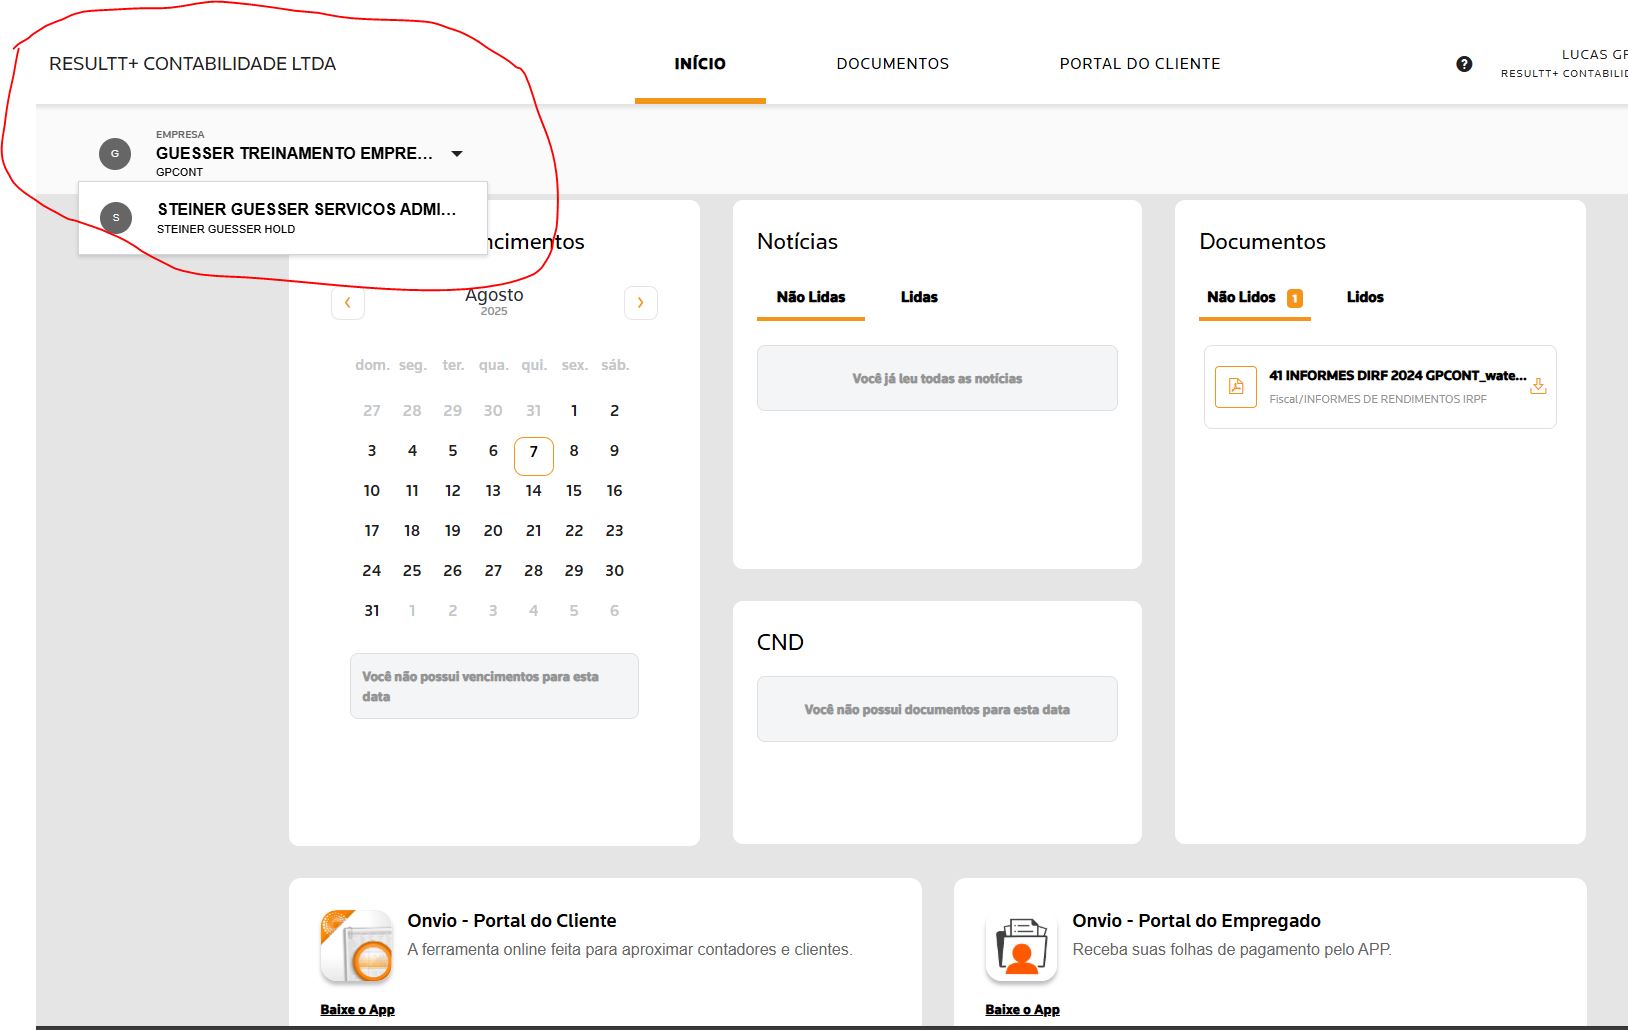 RESULTT+ CONTABILIDADE LTDA
INÍCIO
DOCUMENTOS
PORTAL DO CLIENTE
?
LUCAS GF
RESULTT+ CONTABILID
G
EMPRESA
GUESSER TREINAMENTO EMPRE...
GPCONT
S
STEINER GUESSER SERVICOS ADMI...
STEINER GUESSER HOLD
ncimentos
Agosto
2025
dom. seg. ter. qua. qui. sex. sáb.
27 28 29 30 31 1 2
3 4 5 6 7 8 9
10 11 12 13 14 15 16
17 18 19 20 21 22 23
24 25 26 27 28 29 30
31 1 2 3 4 5 6
Você não possui vencimentos para esta
data
Notícias
Não Lidas
Lidas
Você já leu todas as notícias
CND
Você não possui documentos para esta data
Documentos
Não Lidos 1
Lidos
41 INFORMES DIRF 2024 GPCONT_wate...
Fiscal/INFORMES DE RENDIMENTOS IRPF
Onvio - Portal do Cliente
A ferramenta online feita para aproximar contadores e clientes.
Baixe o App
Onvio - Portal do Empregado
Receba suas folhas de pagamento pelo APP.
Baixe o App